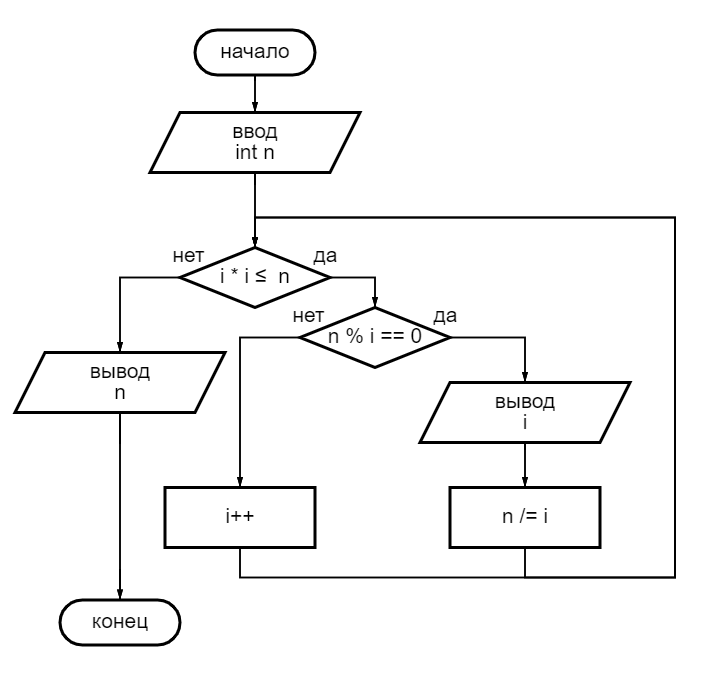 начало
ввод
int n
нет
да
i * i ≤ n
нет
да
n % i == 0
вывод
n
вывод
i
i++
n /= i
конец